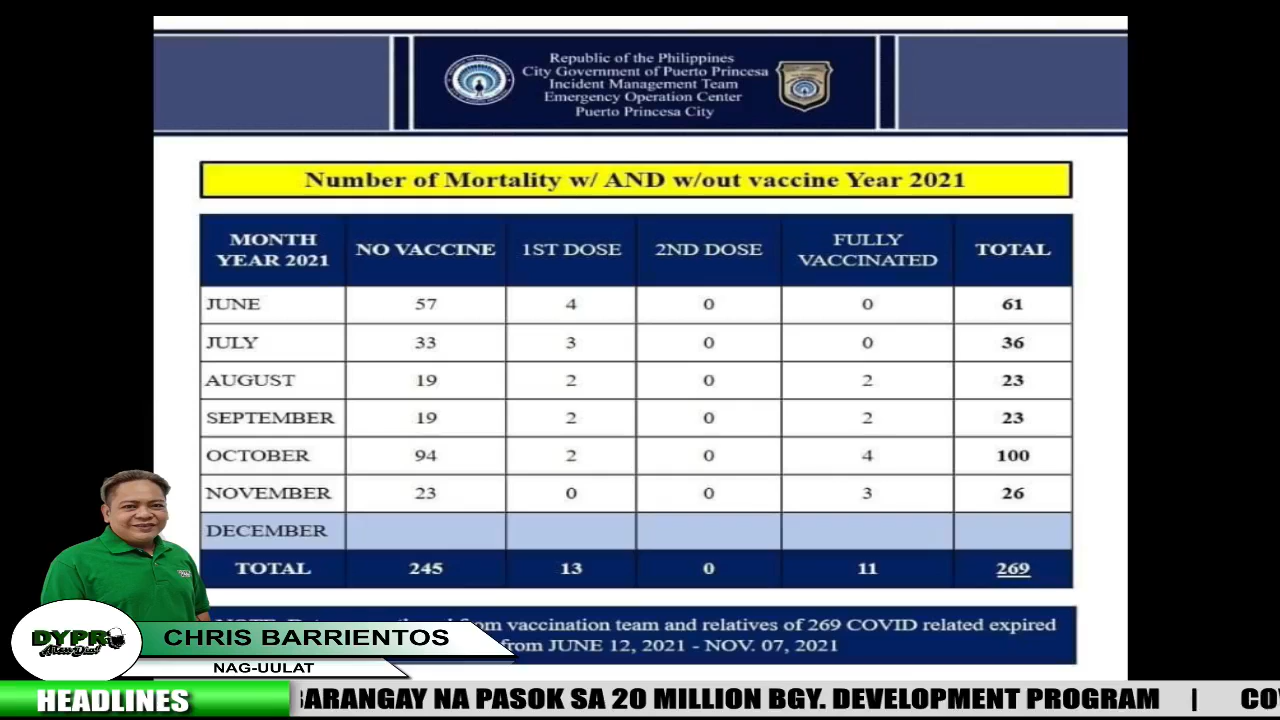 Republic of the Philippines
City Government of Puerto Princesa
Incident Management Team
Emergency Operation Center
Puerto Princesa City
Number of Mortality w/ AND w/out vaccine Year 2021
MONTH YEAR 2021 NO VACCINE 1ST DOSE 2ND DOSE FULLY VACCINATED TOTAL
JUNE 57 4 0 0 61
JULY 33 3 0 0 36
AUGUST 19 2 0 2 23
SEPTEMBER 19 2 0 2 23
OCTOBER 94 2 0 4 100
NOVEMBER 23 0 0 3 26
DECEMBER
TOTAL 245 13 0 11 269
vaccination team and relatives of 269 COVID related expired
from JUNE 12, 2021 - NOV. 07, 2021
DYPR
CHRIS BARRIENTOS
NAG-UULAT
HEADLINES BARANGAY NA PASOK SA 20 MILLION BGY. DEVELOPMENT PROGRAM | CO